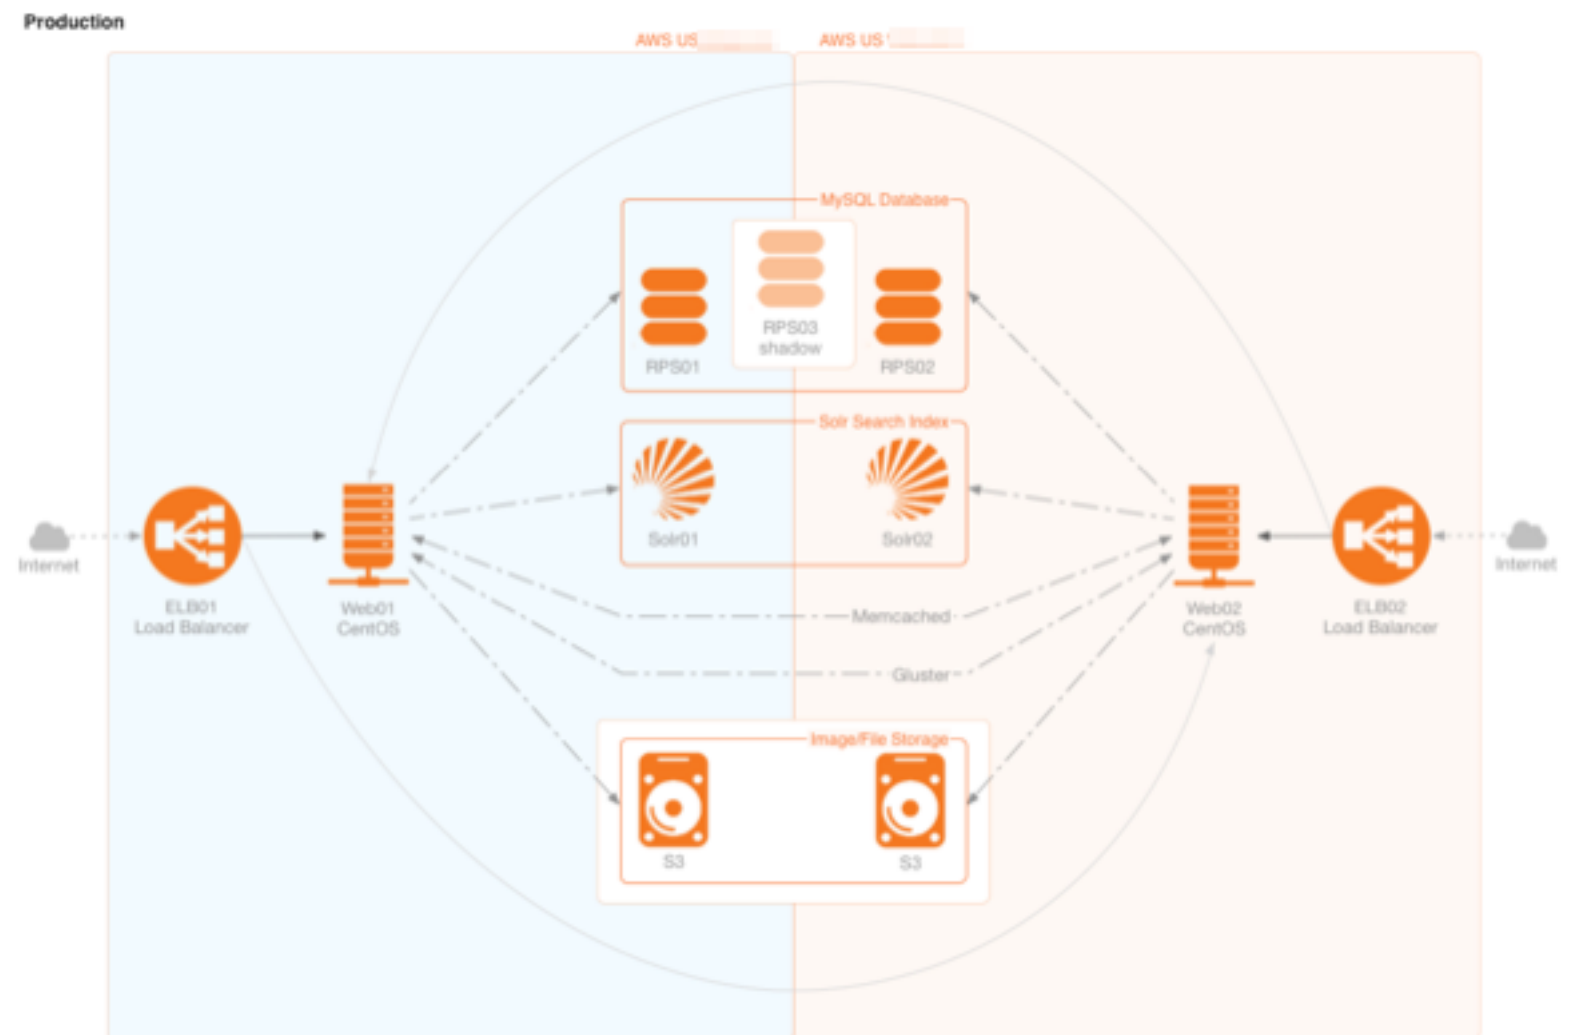 Production
AWS US
AWS US
MySQL Database
RPS03
shadow
RPS01
RPS02
Solr Search Index
Solr01
Solr02
Internet
Internet
ELB01
Load Balancer
Web01
CentOS
Web02
CentOS
ELB02
Load Balancer
Memcached
Gluster
Image/File Storage
S3
S3